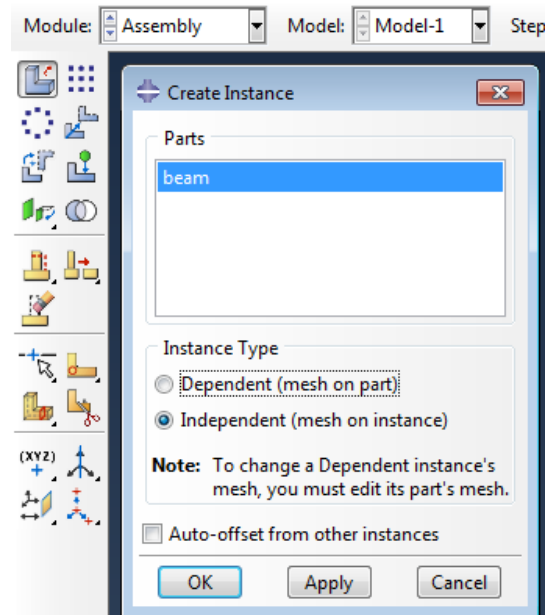 Module: Assembly Model: Model-1 Step
Create Instance
Parts
beam
Instance Type
Dependent (mesh on part)
Independent (mesh on instance)
Note: To change a Dependent instance's
mesh, you must edit its part's mesh.
Auto-offset from other instances
OK Apply Cancel
(XYZ)